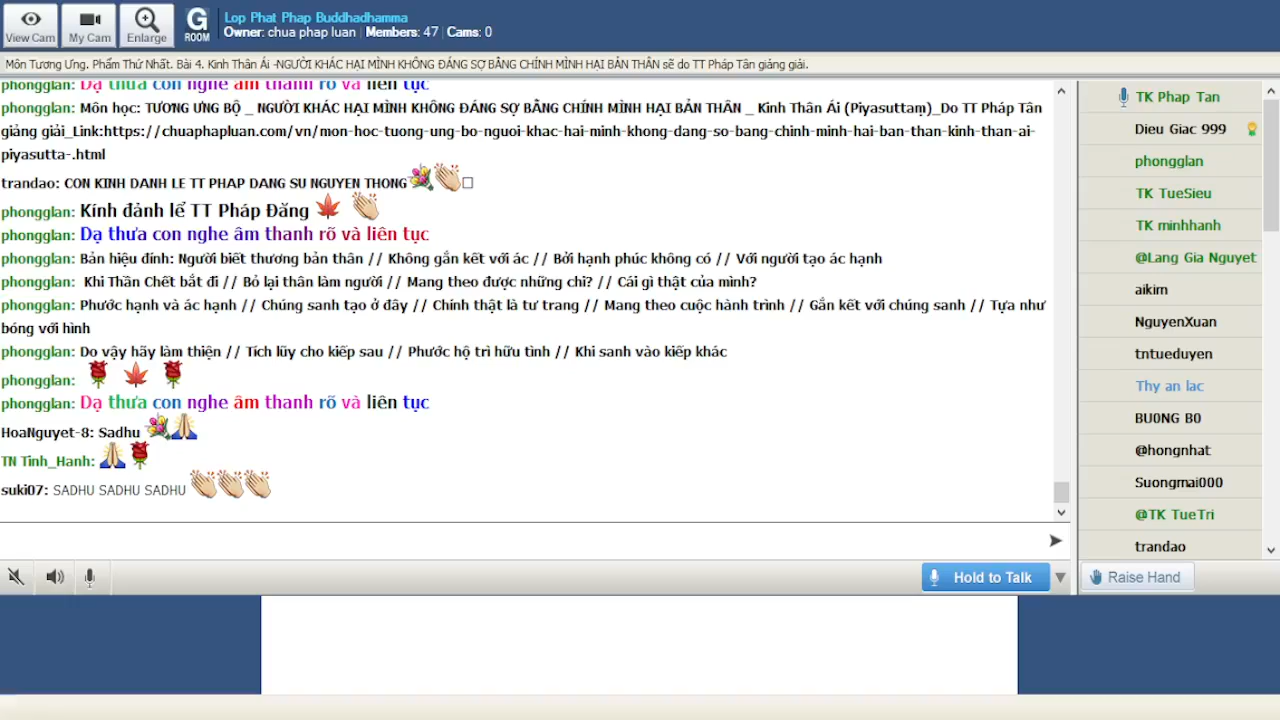 View Cam
My Cam
Enlarge
G
ROOM
Lop Phat Phap Buddhadhamma
Owner: chua phap luan | Members: 47 | Cams: 0
Môn Tương Ưng. Phẩm Thứ Nhất. Bài 4. Kinh Thân Ái -NGƯỜI KHÁC HẠI MÌNH KHÔNG ĐÁNG SỢ BẰNG CHÍNH MÌNH HẠI BẢN THÂN sẽ do TT Pháp Tân giảng giải.
phongglan: Dạ thưa con nghe âm thanh rõ và liên tục
phongglan: Môn học: TƯƠNG ƯNG BỘ _ NGƯỜI KHÁC HẠI MÌNH KHÔNG ĐÁNG SỢ BẰNG CHÍNH MÌNH HẠI BẢN THÂN _ Kinh Thân Ái (Piyasuttaṃ)_Do TT Pháp Tân
giảng giải_Link:https://chuaphapluan.com/vn/mon-hoc-tuong-ung-bo-nguoi-khac-hai-minh-khong-dang-so-bang-chinh-minh-hai-ban-than-kinh-than-ai-
piyasutta-.html
trandao: CON KINH DANH LE TT PHAP DANG SU NGUYEN THONG
phongglan: Kính đảnh lể TT Pháp Đăng
phongglan: Dạ thưa con nghe âm thanh rõ và liên tục
phongglan: Bản hiệu đính: Người biết thương bản thân // Không gắn kết với ác // Bởi hạnh phúc không có // Với người tạo ác hạnh
phongglan: Khi Thần Chết bắt đi // Bỏ lại thân làm người // Mang theo được những chi? // Cái gì thật của mình?
phongglan: Phước hạnh và ác hạnh // Chúng sanh tạo ở đây // Chính thật là tư trang // Mang theo cuộc hành trình // Gắn kết với chúng sanh // Tựa như
bóng với hình
phongglan: Do vậy hãy làm thiện // Tích lũy cho kiếp sau // Phước hộ trì hữu tình // Khi sanh vào kiếp khác
phongglan:
phongglan: Dạ thưa con nghe âm thanh rõ và liên tục
HoaNguyet-8: Sadhu
TN Tinh_Hanh:
suki07: SADHU SADHU SADHU
TK Phap Tan
Dieu Giac 999
phongglan
TK TueSieu
TK minhhanh
@Lang Gia Nguyet
aikim
NguyenXuan
tntueduyen
Thy an lac
BU0NG B0
@hongnhat
Suongmai000
@TK TueTri
trandao
Hold to Talk
Raise Hand